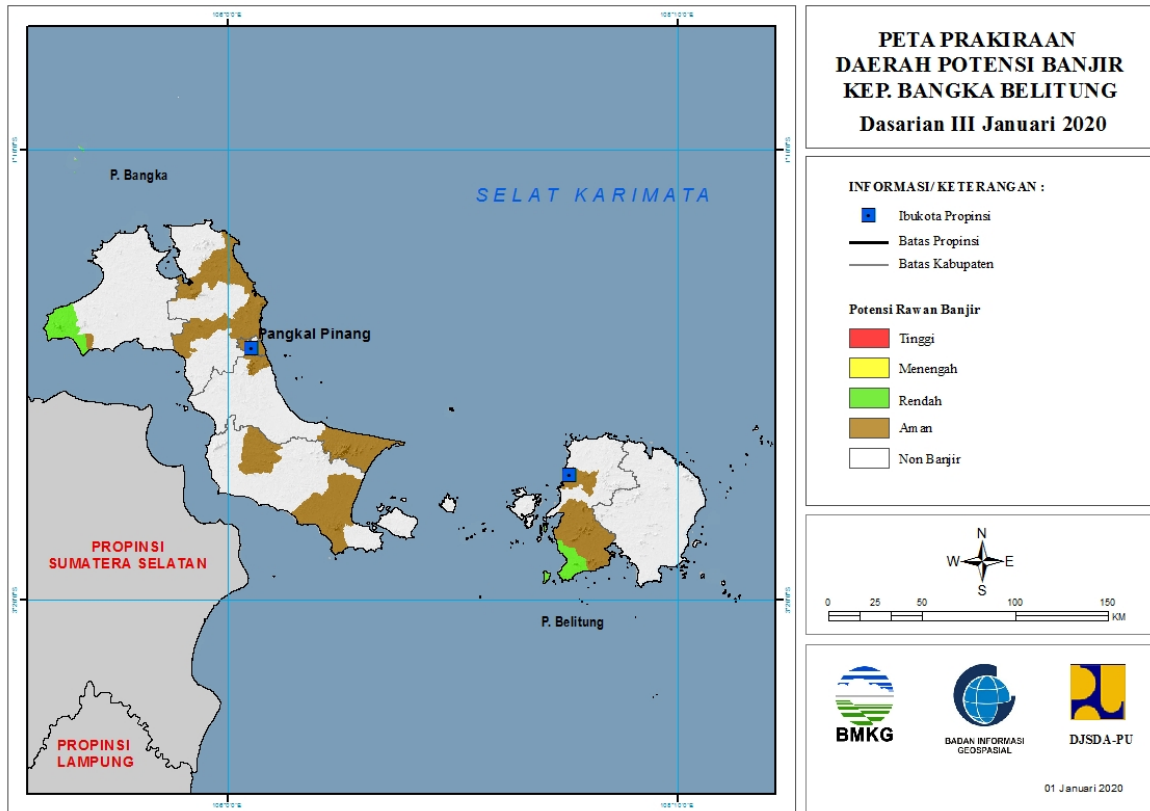 PETA PRAKIRAAN
DAERAH POTENSI BANJIR
KEP. BANGKA BELITUNG
Dasarian III Januari 2020
P. Bangka
SELAT KARIMATA
Pangkal Pinang
PROPINSI
SUMATERA SELATAN
P. Belitung
PROPINSI
LAMPUNG
INFORMASI/ KETERANGAN :
Ibukota Propinsi
Batas Propinsi
Batas Kabupaten
Potensi Rawan Banjir
Tinggi
Menengah
Rendah
Aman
Non Banjir
N
W E
S
0 25 50 100 150
KM
BMKG
BADAN INFORMASI
GEOSPASIAL
DJSDA-PU
01 Januari 2020